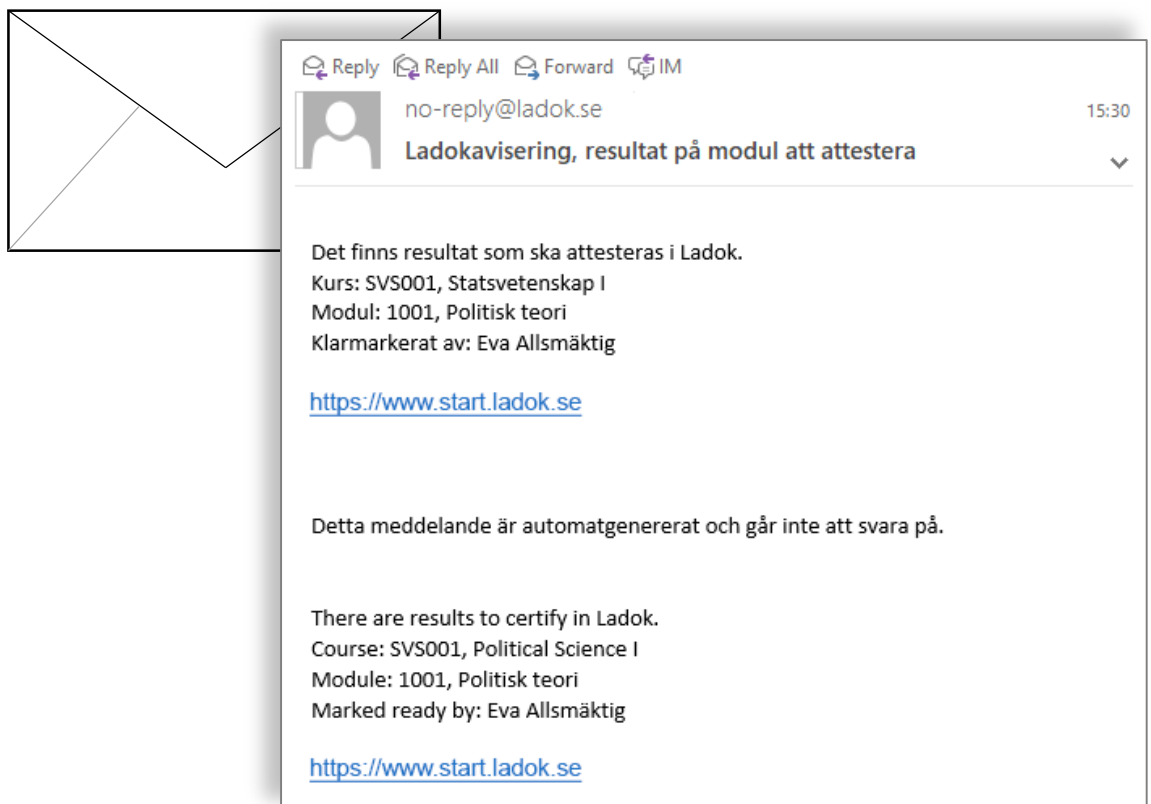 Reply Reply All Forward IM
no-reply@ladok.se 15:30
Ladokavisering, resultat på modul att attestera
Det finns resultat som ska attesteras i Ladok.
Kurs: SVS001, Statsvetenskap I
Modul: 1001, Politisk teori
Klarmarkerat av: Eva Allsmäktig
https://www.start.ladok.se
Detta meddelande är automatgenererat och går inte att svara på.
There are results to certify in Ladok.
Course: SVS001, Political Science I
Module: 1001, Politisk teori
Marked ready by: Eva Allsmäktig
https://www.start.ladok.se